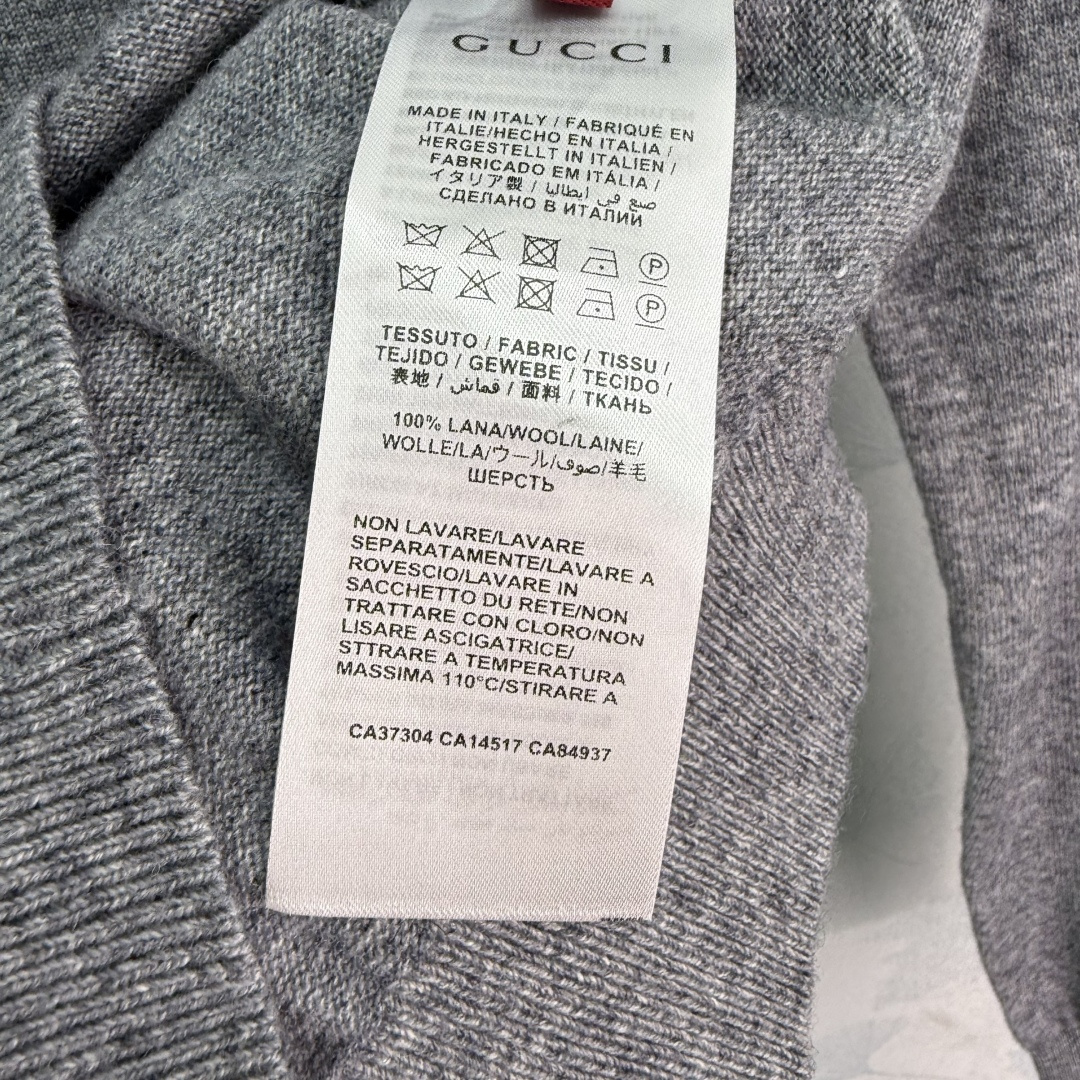 GUCCI
MADE IN ITALY / FABRIQUÉ EN
ITALIE/HECHO EN ITALIA /
HERGESTELLT IN ITALIEN /
FABRICADO EM ITÁLIA /
イタリア製 / صنع في إيطاليا
СДЕЛАНО В ИТАЛИИ
P
P
TESSUTO / FABRIC / TISSU /
TEJIDO / GEWEBE / TECIDO /
表地 / قماش / 面料 / ТКАНЬ
100% LANA/WOOL/LAINE/
WOLLE/LA/ウール/صوف/羊毛
ШЕРСТЬ
NON LAVARE/LAVARE
SEPARATAMENTE/LAVARE A
ROVESCIO/LAVARE IN
SACCHETTO DU RETE/NON
TRATTARE CON CLORO/NON
LISARE ASCIGATRICE/
STTRARE A TEMPERATURA
MASSIMA 110°C/STIRARE A
CA37304 CA14517 CA84937